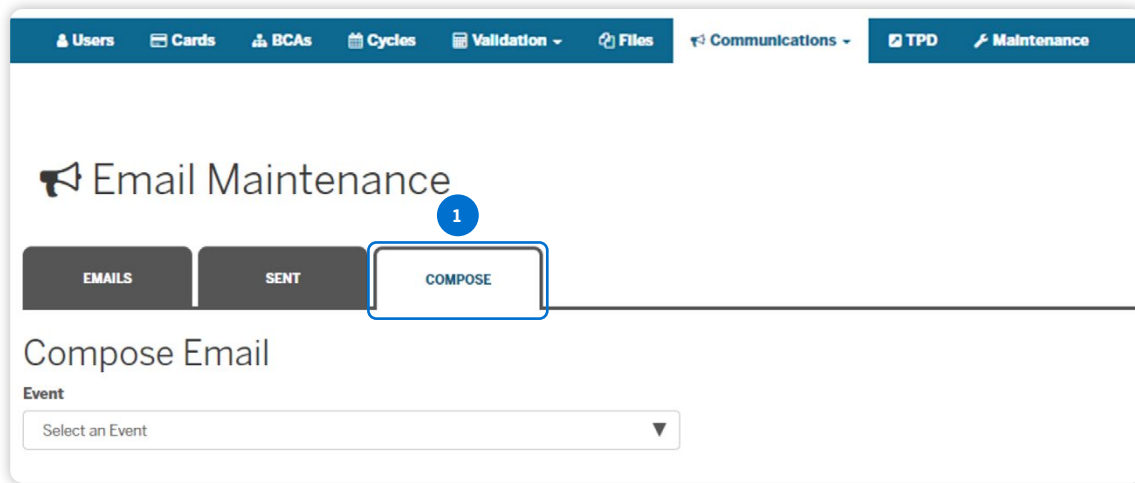 Users Cards BCAs Cycles Validation Files Communications TPD Maintenance
Email Maintenance
1
EMAILS SENT COMPOSE
Compose Email
Event
Select an Event